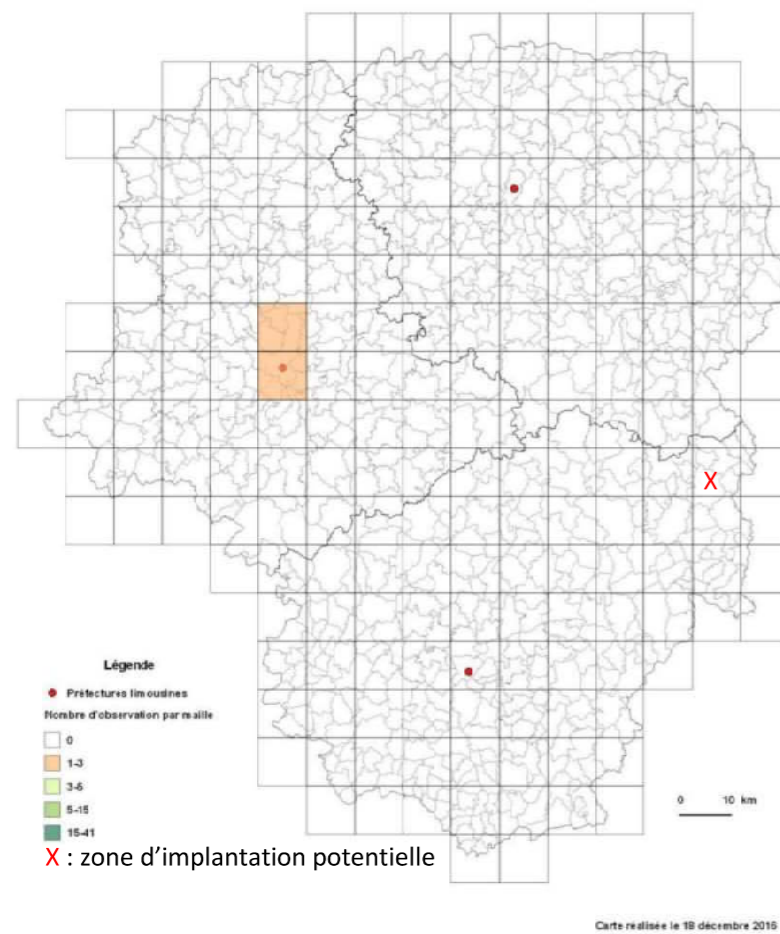 X
Légende
Préfectures limousines
Nombre d'observation par maille
0
1-3
3-5
5-15
15-41
X : zone d'implantation potentielle
0 10 km
Carte réalisée le 18 décembre 2015